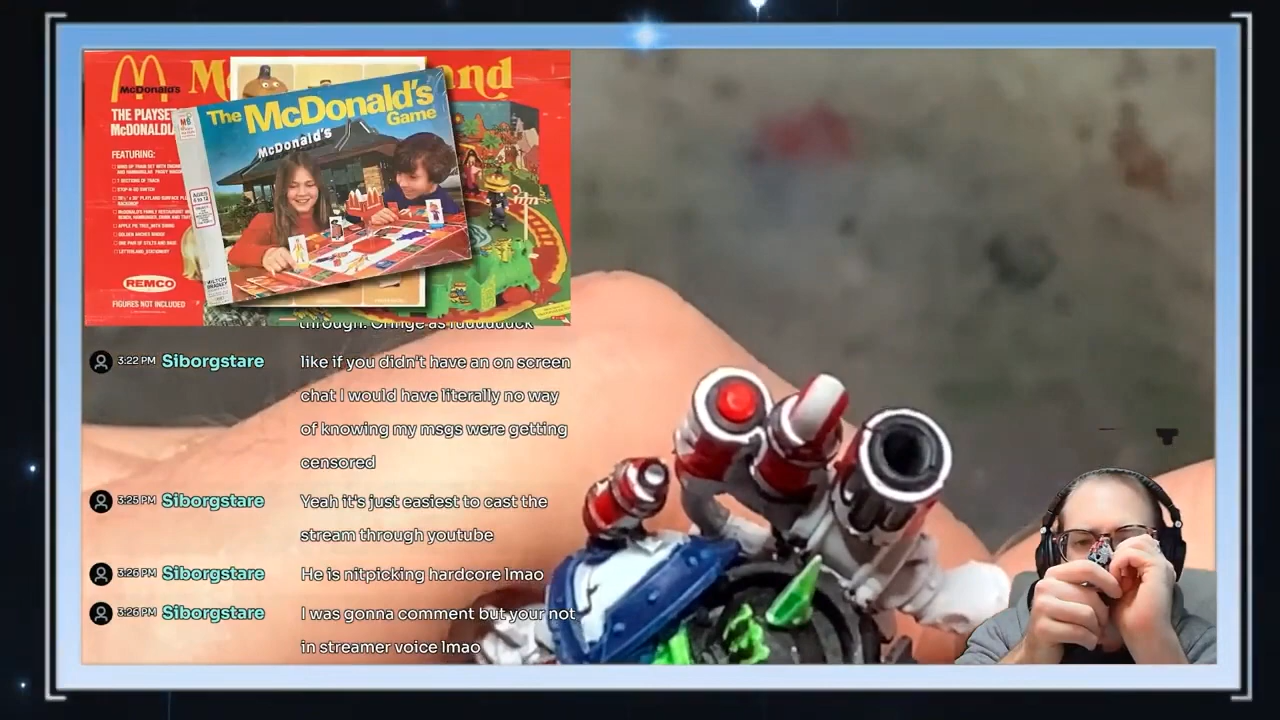 McDonald's
THE PLAYSET
McDONALDLA
FEATURING:
REMCO
FIGURES NOT INCLUDED
and
The McDonald's
Game
McDonald's
MB
AGES
MILTON
BRADLEY
3:22 PM Siborgstare like if you didn't have an on screen
chat I would have literally no way
of knowing my msgs were getting
censored
3:25 PM Siborgstare Yeah it's just easiest to cast the
stream through youtube
3:26 PM Siborgstare He is nitpicking hardcore lmao
3:26 PM Siborgstare I was gonna comment but your not
in streamer voice lmao